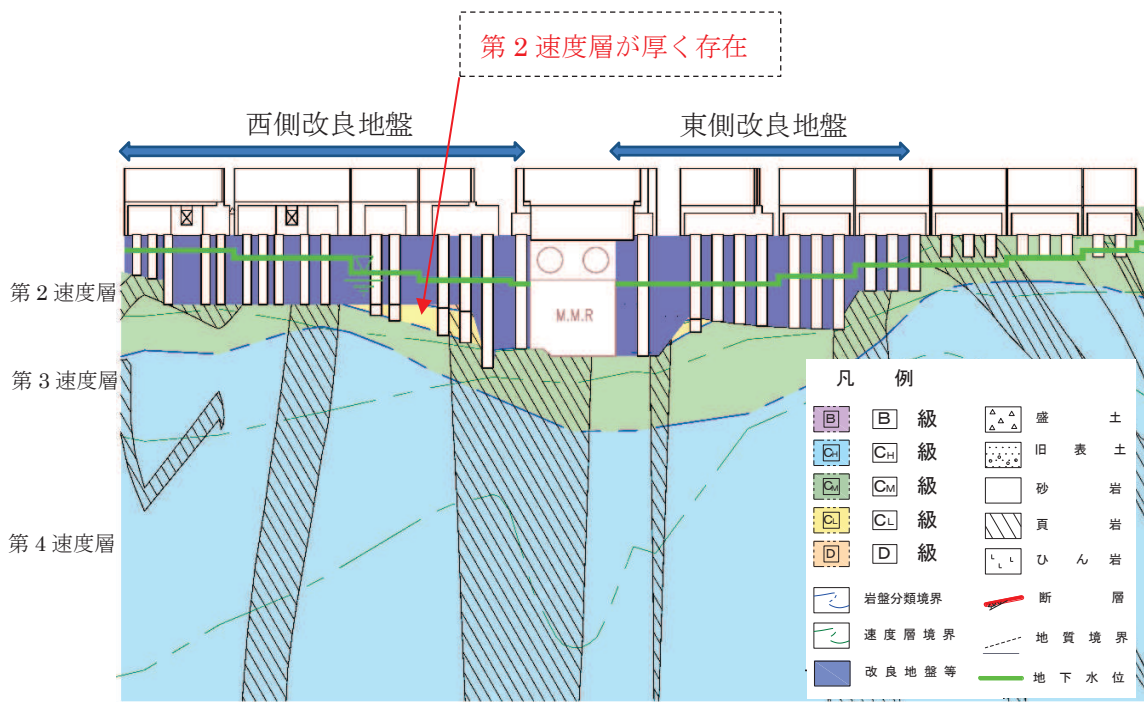 第2速度層が厚く存在
西側改良地盤
東側改良地盤
M.M.R
第2速度層
第3速度層
第4速度層
凡 例
B B 級
CH CH 級
CM CM 級
CL CL 級
D D 級
岩盤分類境界
速度層境界
改良地盤等
盛 土
旧 表 土
砂 岩
頁 岩
ひ ん 岩
断 層
地 質 境 界
地 下 水 位